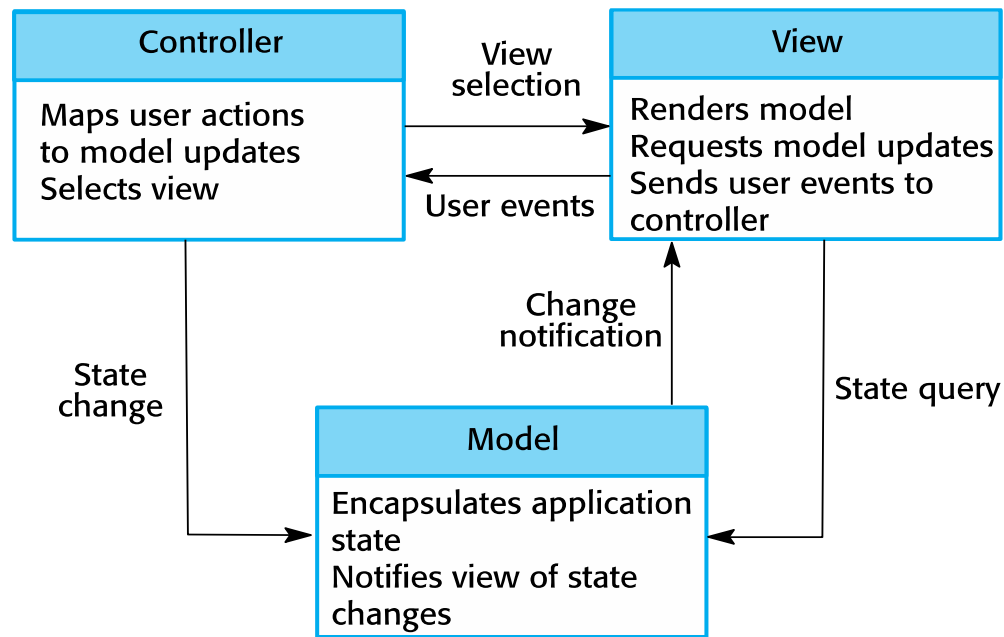 Controller
Maps user actions
to model updates
Selects view
View
selection
User events
View
Renders model
Requests model updates
Sends user events to
controller
State
change
Change
notification
State query
Model
Encapsulates application
state
Notifies view of state
changes